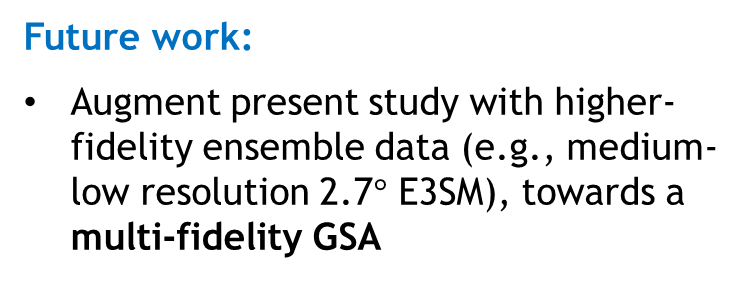 Future work:
• Augment present study with higher-
fidelity ensemble data (e.g., medium-
low resolution 2.7° E3SM), towards a
multi-fidelity GSA